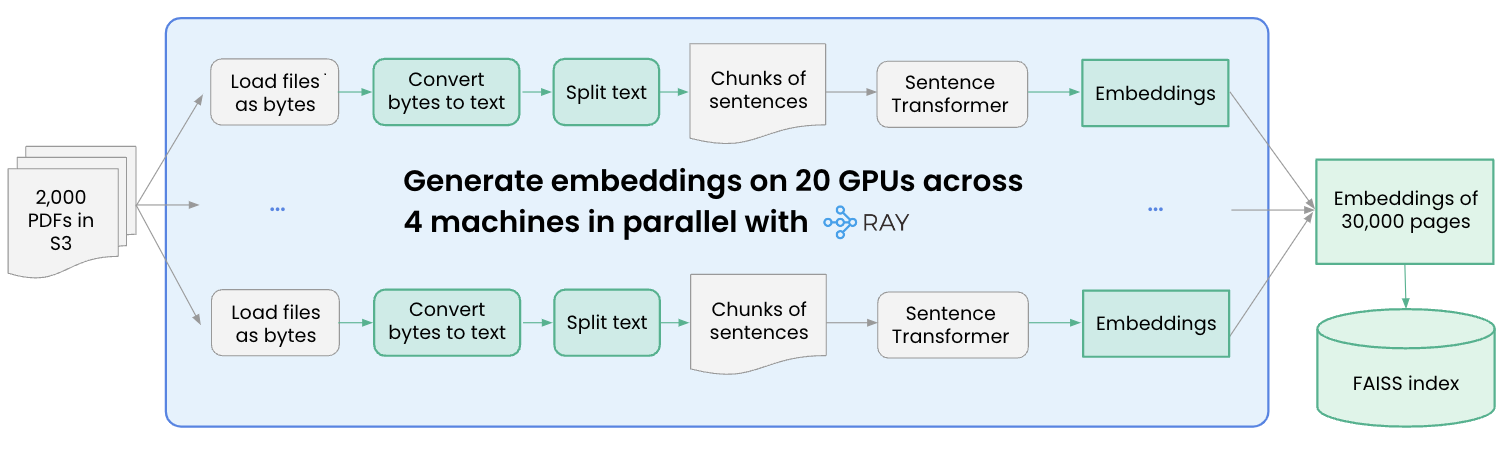 2,000
PDFs in
S3
Load files
as bytes
Convert
bytes to text
Split text
Chunks of
sentences
Sentence
Transformer
Embeddings
...
Generate embeddings on 20 GPUs across
4 machines in parallel with RAY
...
Load files
as bytes
Convert
bytes to text
Split text
Chunks of
sentences
Sentence
Transformer
Embeddings
Embeddings of
30,000 pages
FAISS index